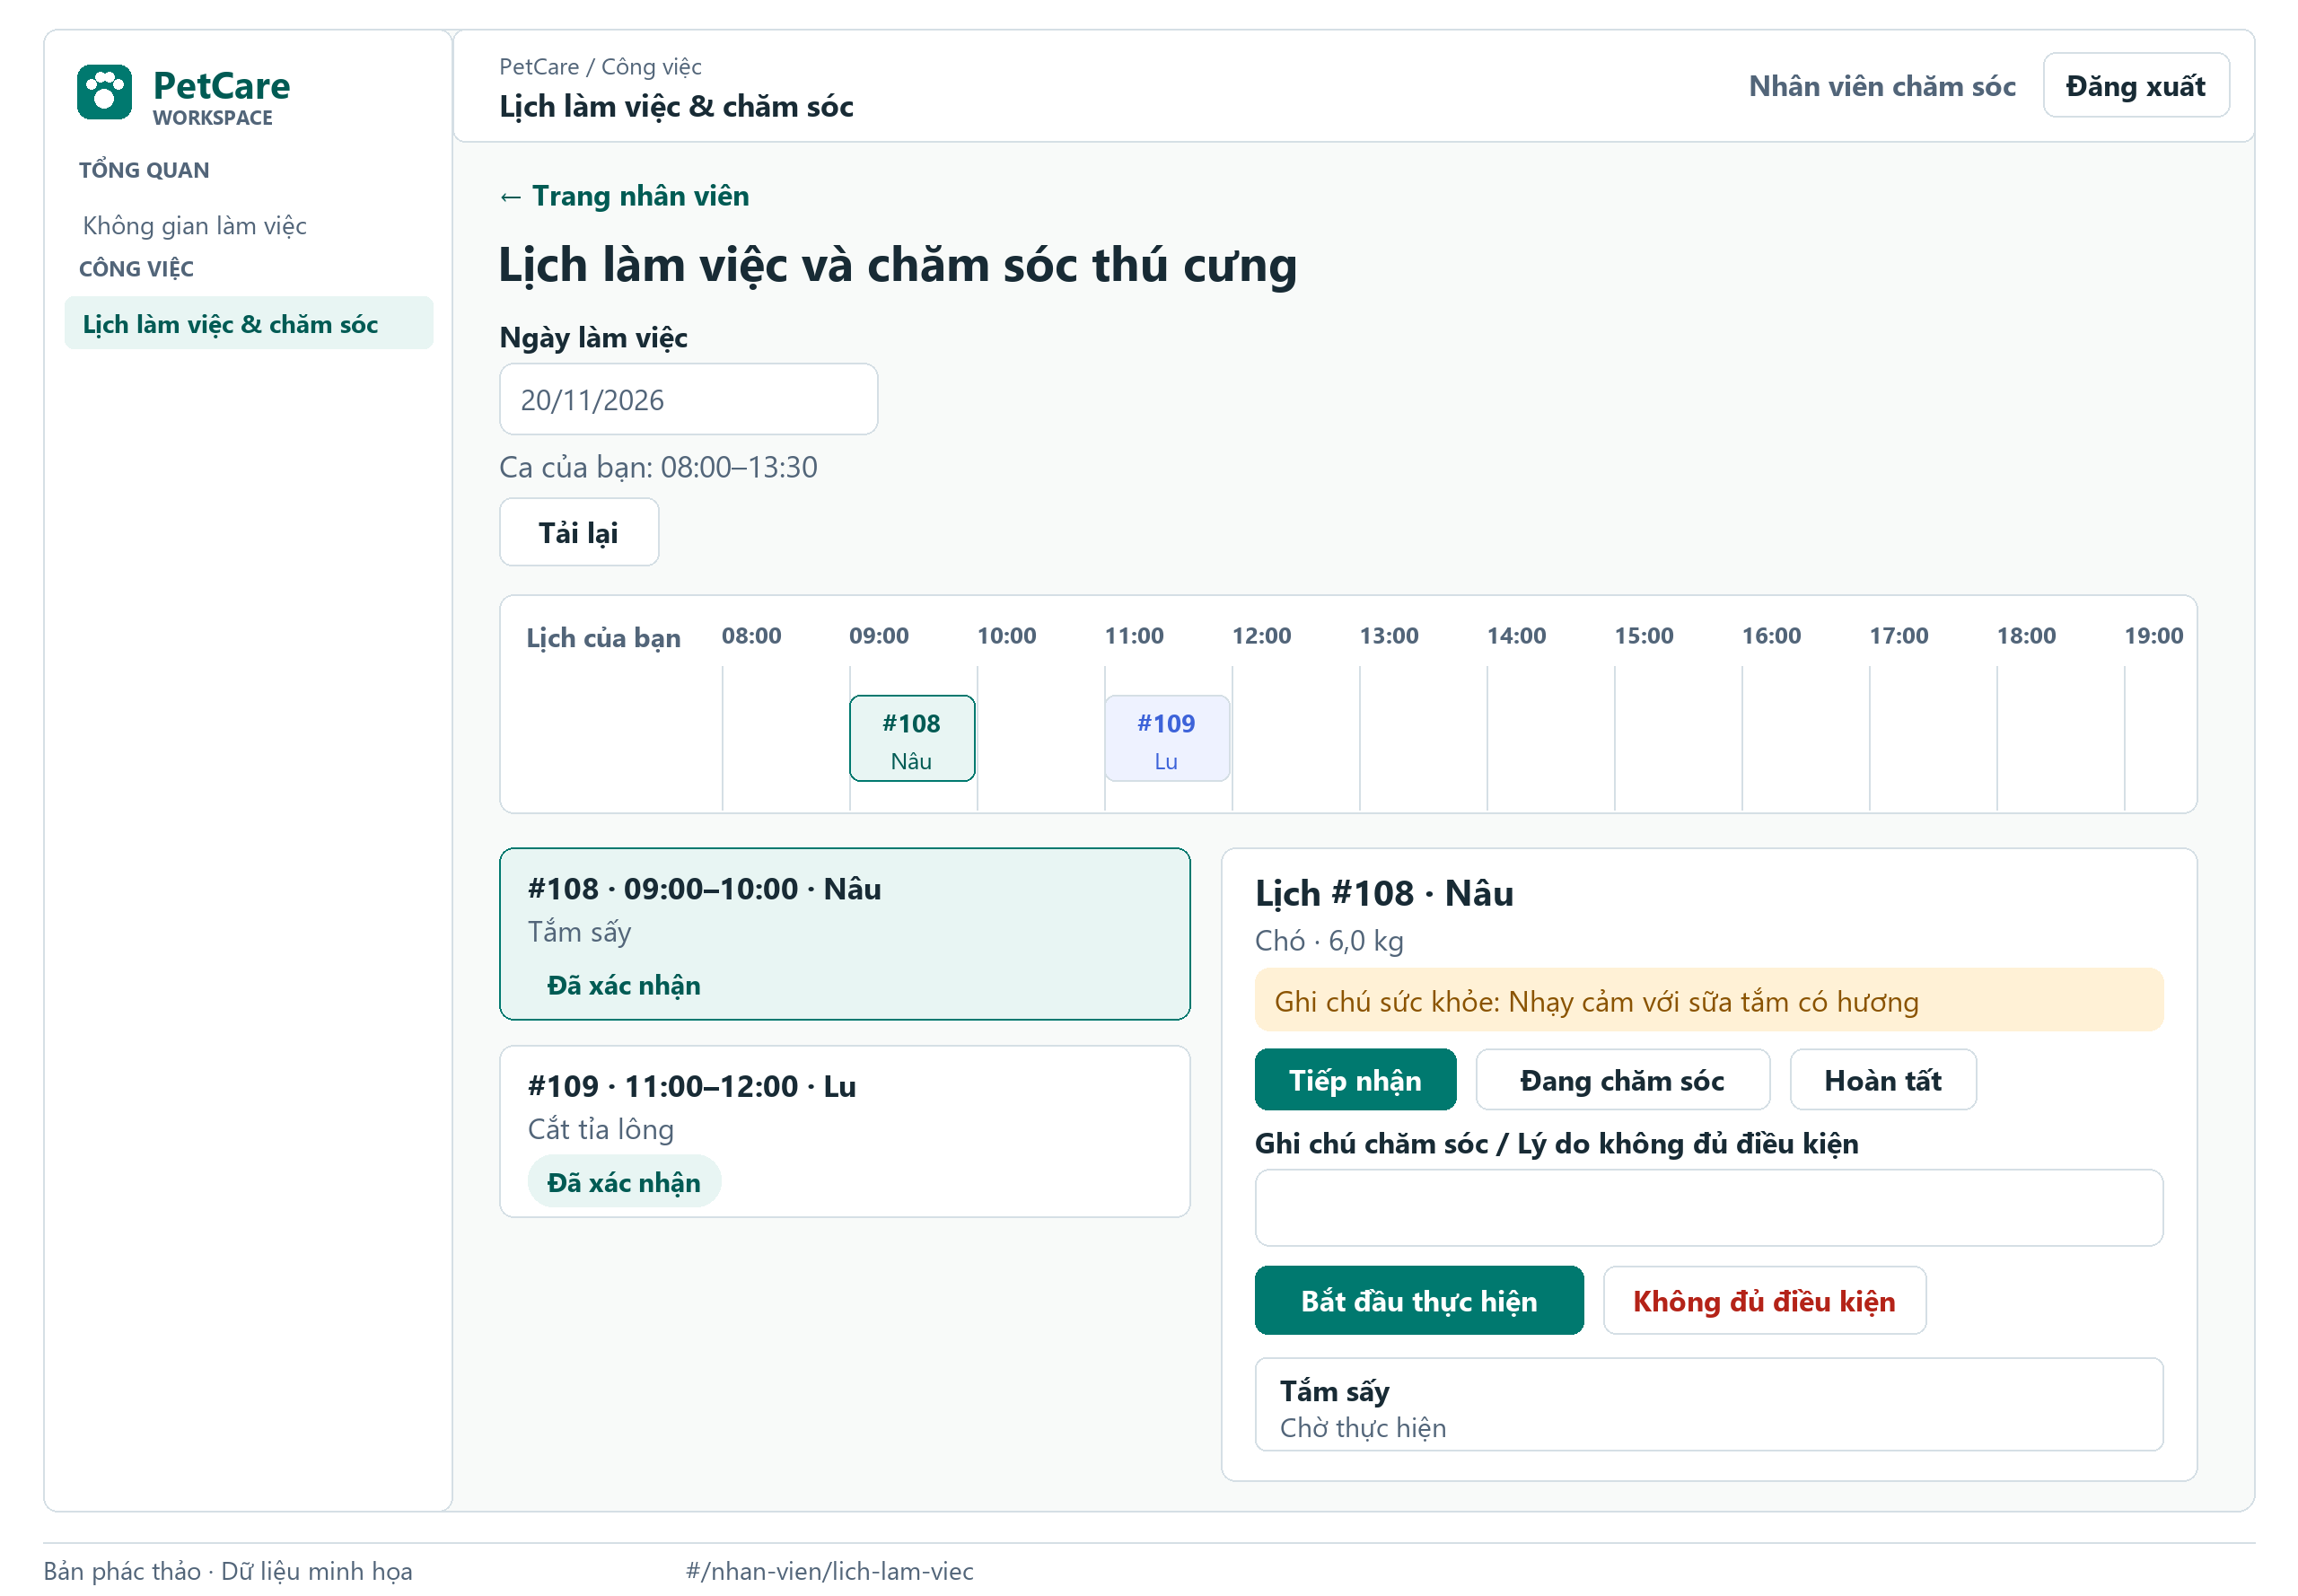 PetCare
WORKSPACE
TỔNG QUAN
Không gian làm việc
CÔNG VIỆC
Lịch làm việc & chăm sóc
PetCare / Công việc
Lịch làm việc & chăm sóc
Nhân viên chăm sóc
Đăng xuất
← Trang nhân viên
Lịch làm việc và chăm sóc thú cưng
Ngày làm việc
20/11/2026
Ca của bạn: 08:00–13:30
Tải lại
Lịch của bạn 08:00 09:00 10:00 11:00 12:00 13:00 14:00 15:00 16:00 17:00 18:00 19:00
#108
Nâu
#109
Lu
#108 · 09:00–10:00 · Nâu
Tắm sấy
Đã xác nhận
#109 · 11:00–12:00 · Lu
Cắt tỉa lông
Đã xác nhận
Lịch #108 · Nâu
Chó · 6,0 kg
Ghi chú sức khỏe: Nhạy cảm với sữa tắm có hương
Tiếp nhận Đang chăm sóc Hoàn tất
Ghi chú chăm sóc / Lý do không đủ điều kiện
Bắt đầu thực hiện Không đủ điều kiện
Tắm sấy
Chờ thực hiện
Bản phác thảo · Dữ liệu minh họa #/nhan-vien/lich-lam-viec